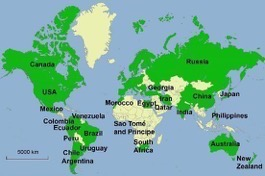 Canada
Russia
USA
Georgia
Mexico
Morocco
Egypt
Iran
China
Japan
Qatar
Venezuela
India
Colombia
Philippines
Ecuador
Sao Tomé
and Principe
Brazil
Peru
South
Africa
Uruguay
Australia
5000 km
Chile
New
Zealand
Argentina